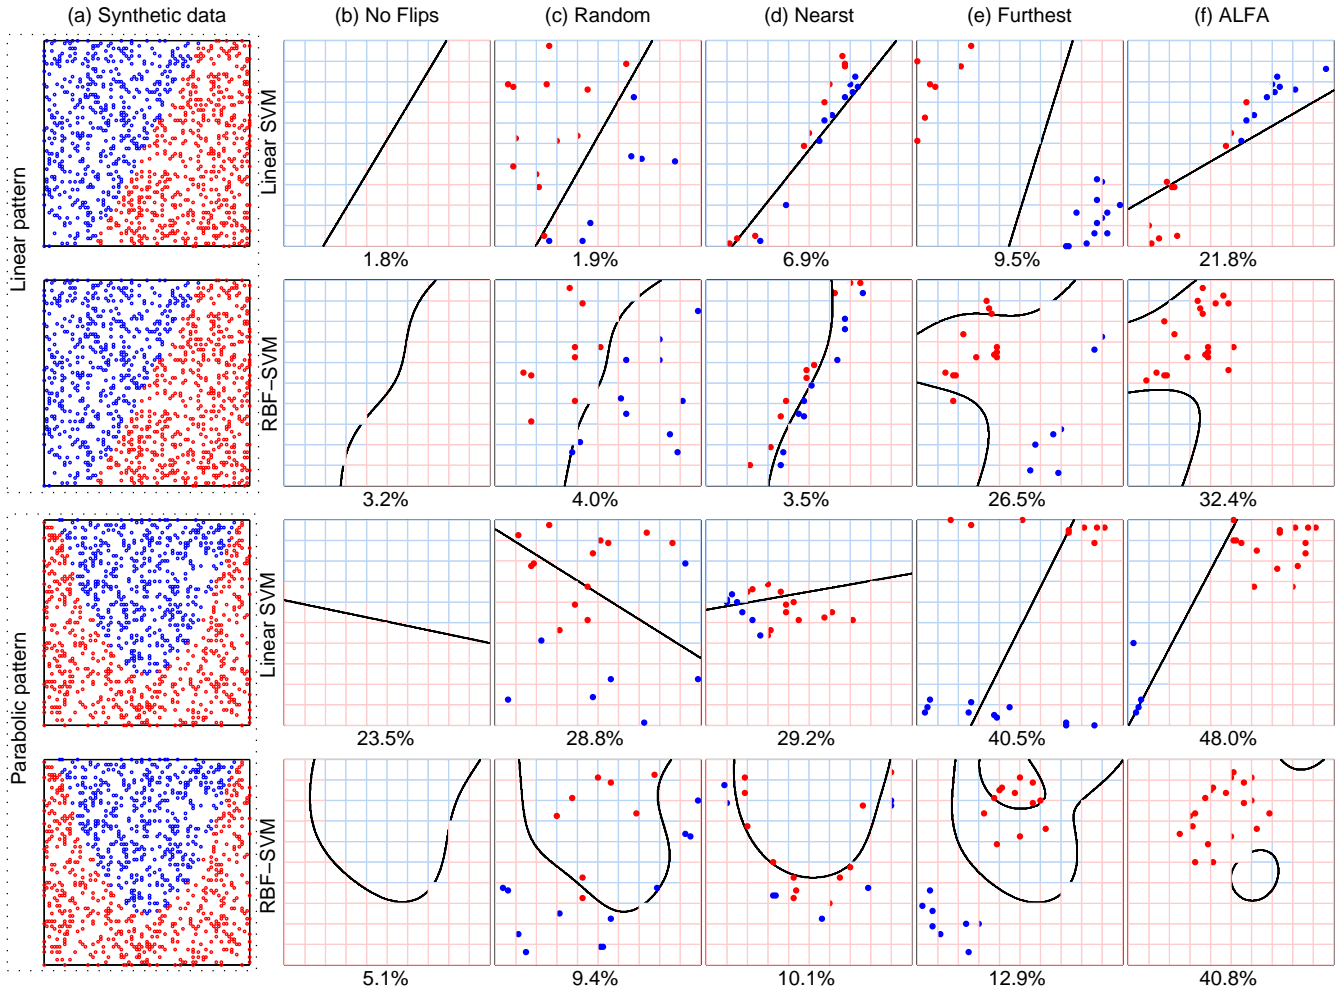 (a) Synthetic data (b) No Flips (c) Random (d) Nearst (e) Furthest (f) ALFA
Linear pattern
Linear SVM
1.8% 1.9% 6.9% 9.5% 21.8%
RBF−SVM
3.2% 4.0% 3.5% 26.5% 32.4%
Parabolic pattern
Linear SVM
23.5% 28.8% 29.2% 40.5% 48.0%
RBF−SVM
5.1% 9.4% 10.1% 12.9% 40.8%